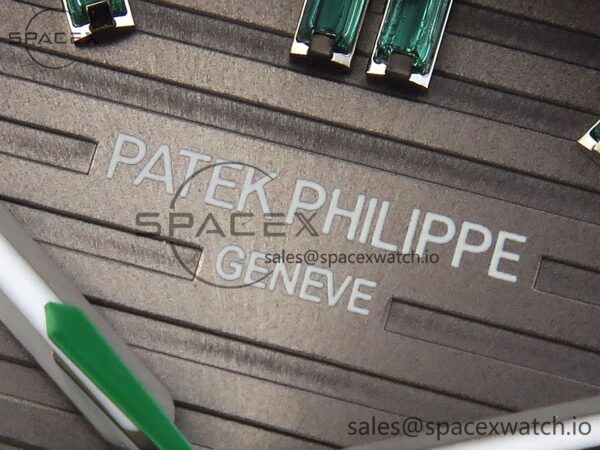 SPACEX
PATEK PHILIPPE
SPACEX
sales@spacexwatch.io
GENEVE
sales@spacexwatch.io